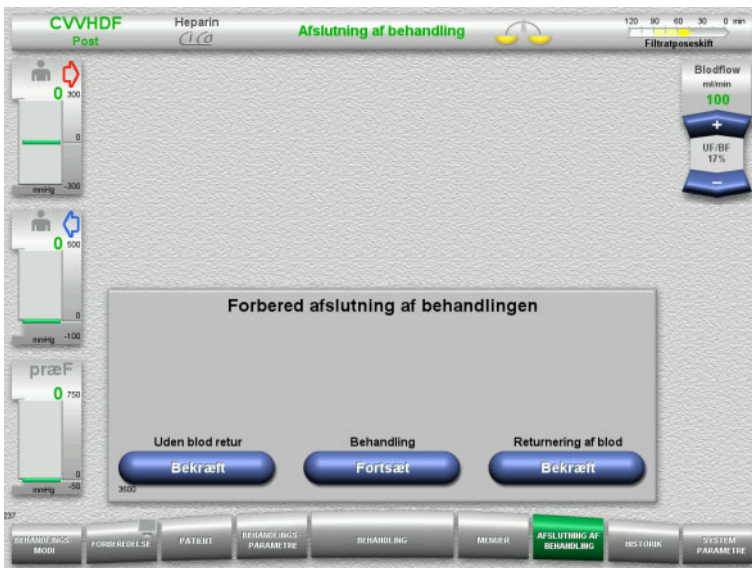 CVVHDF
Post
Heparin
Ci Ca
Afslutning af behandling
120 90 60 30 0 min
Filtratposeskift
0
300
0
mmHg -300
Blodflow
ml/min
100
+
UF/BF
17%
−
0
500
0
mmHg -100
præF
0
750
0
mmHg -50
Forbered afslutning af behandlingen
Uden blod retur
Behandling
Returnering af blod
Bekræft
Fortsæt
Bekræft
3600
237
BEHANDLINGS
MODI
FORBEREDELSE
PATIENT
BEHANDLINGS
PARAMETRE
BEHANDLING
MENUER
AFSLUTNING AF
BEHANDLING
HISTORIK
SYSTEM
PARAMETRE